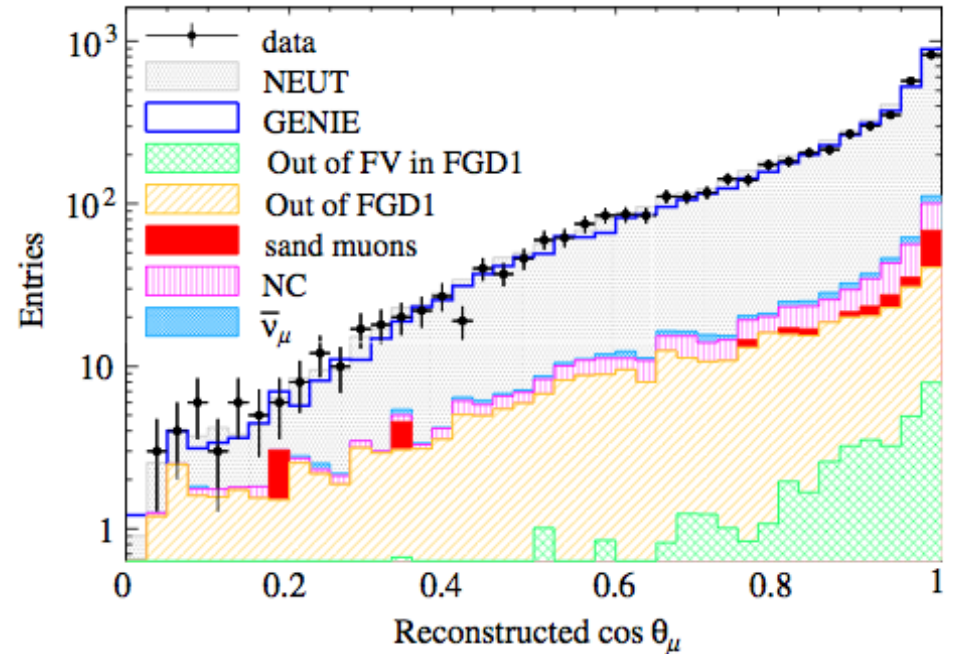 10³
10²
10
1
Entries
data
NEUT
GENIE
Out of FV in FGD1
Out of FGD1
sand muons
NC
ν̄μ
0 0.2 0.4 0.6 0.8 1
Reconstructed cos θμ